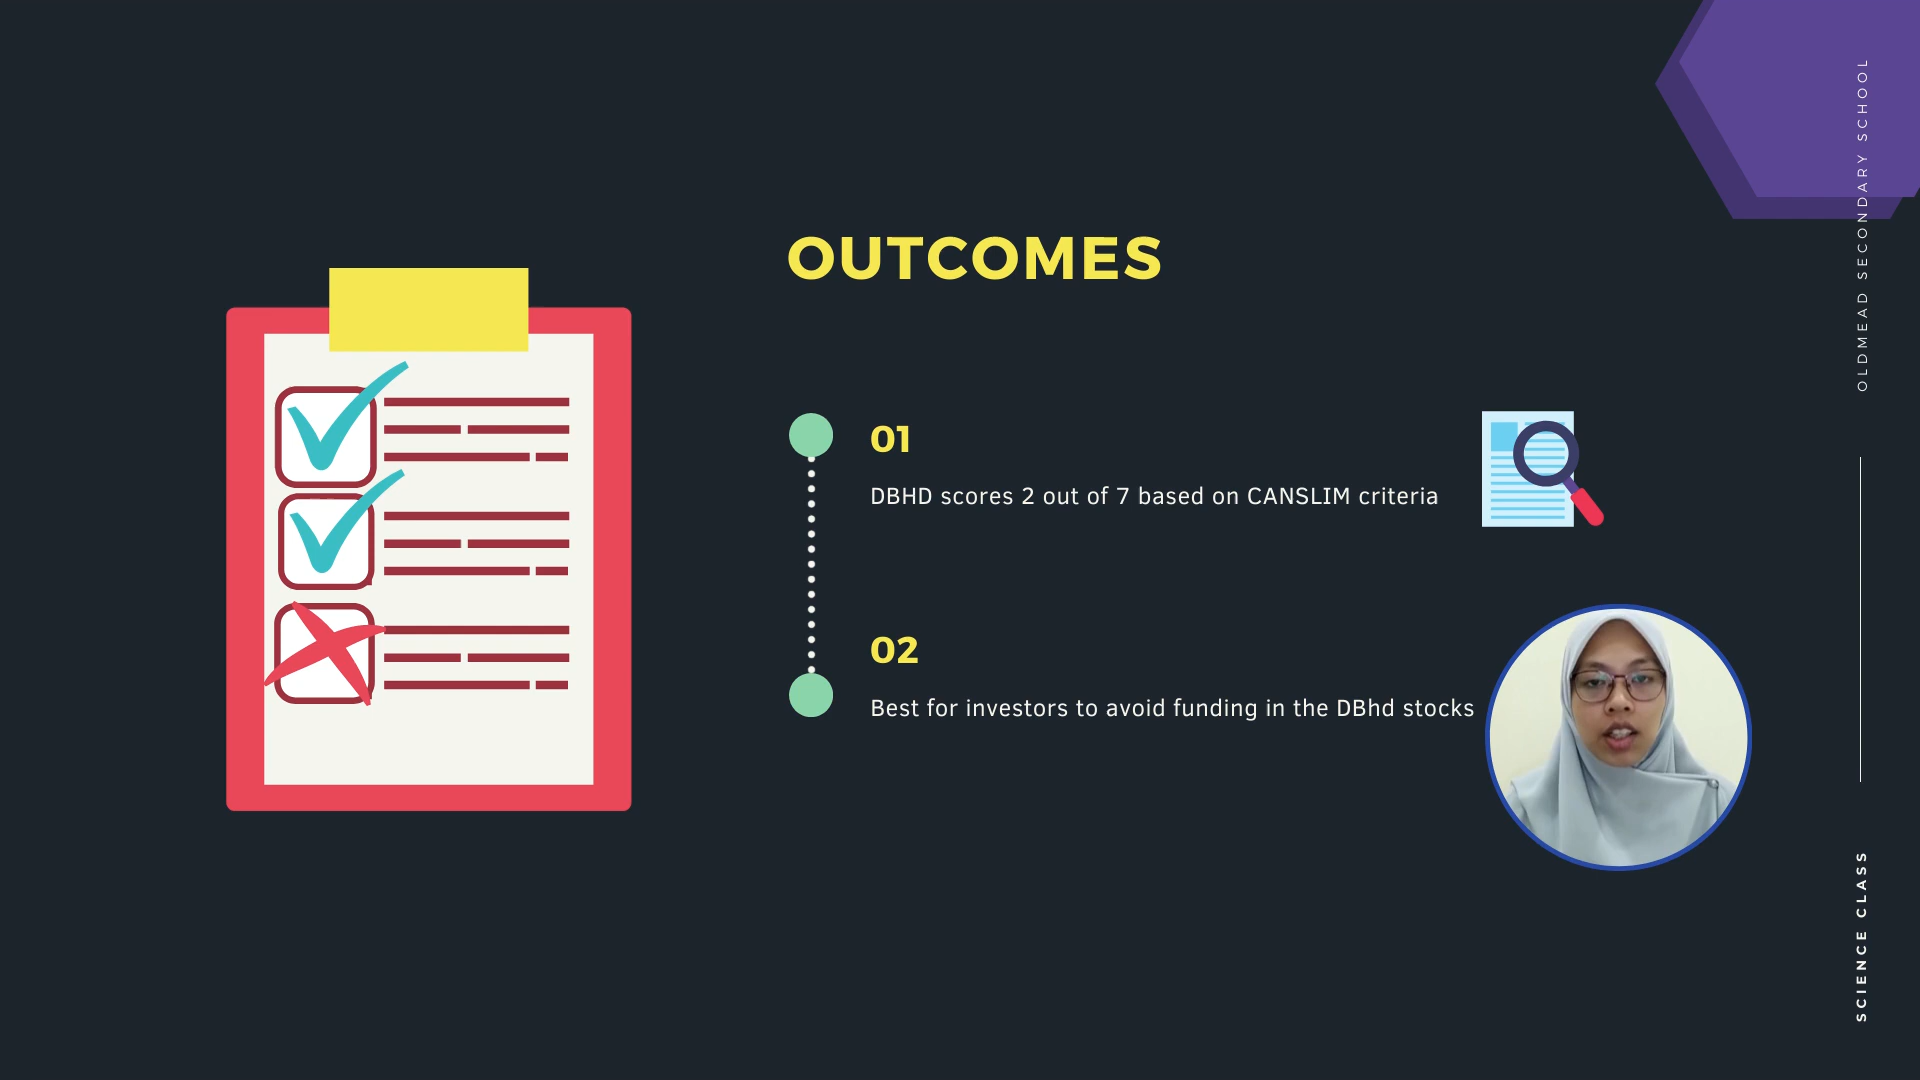 OUTCOMES
01
DBHD scores 2 out of 7 based on CANSLIM criteria
02
Best for investors to avoid funding in the DBhd stocks
OLDMEAD SECONDARY SCHOOL
SCIENCE CLASS